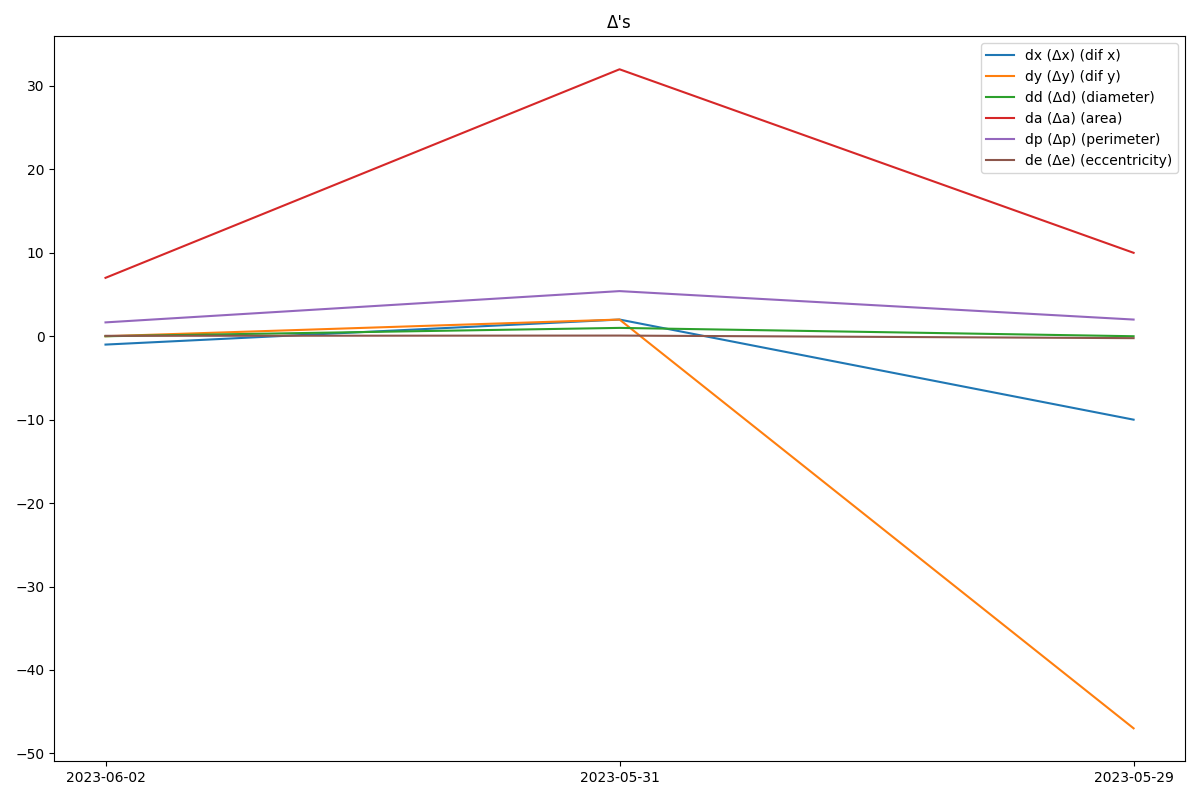 Δ's
dx (Δx) (dif x)
dy (Δy) (dif y)
dd (Δd) (diameter)
da (Δa) (area)
dp (Δp) (perimeter)
de (Δe) (eccentricity)
30
20
10
0
−10
−20
−30
−40
−50
2023-06-02
2023-05-31
2023-05-29